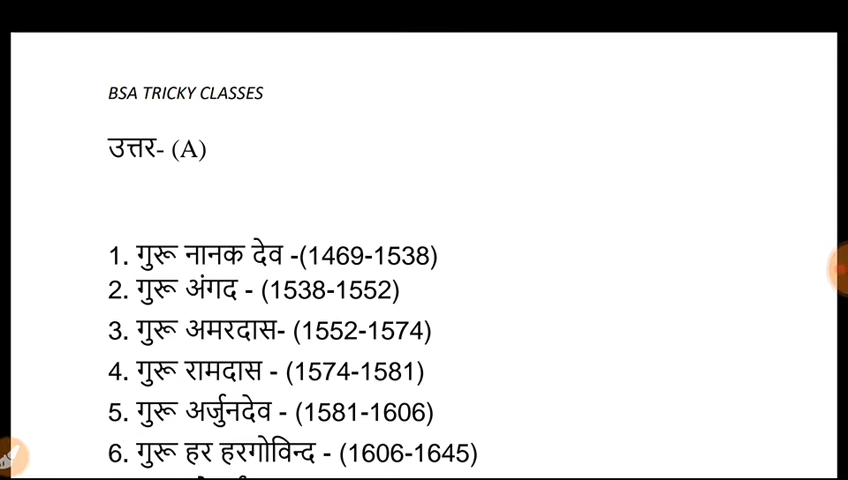 BSA TRICKY CLASSES
उत्तर- (A)
1. गुरू नानक देव -(1469-1538)
2. गुरू अंगद - (1538-1552)
3. गुरू अमरदास- (1552-1574)
4. गुरू रामदास - (1574-1581)
5. गुरू अर्जुनदेव - (1581-1606)
6. गुरू हर हरगोविन्द - (1606-1645)